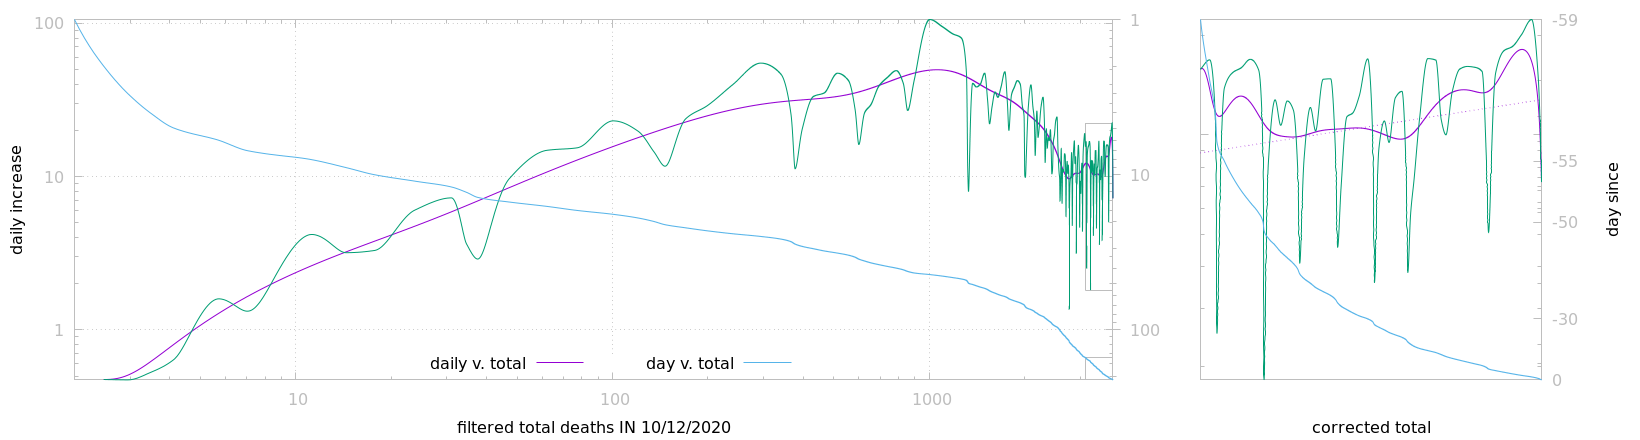 100
10
1
daily increase
10
100
1000
filtered total deaths IN 10/12/2020
daily v. total
day v. total
1
10
100
-59
-55
-50
-30
0
day since
corrected total